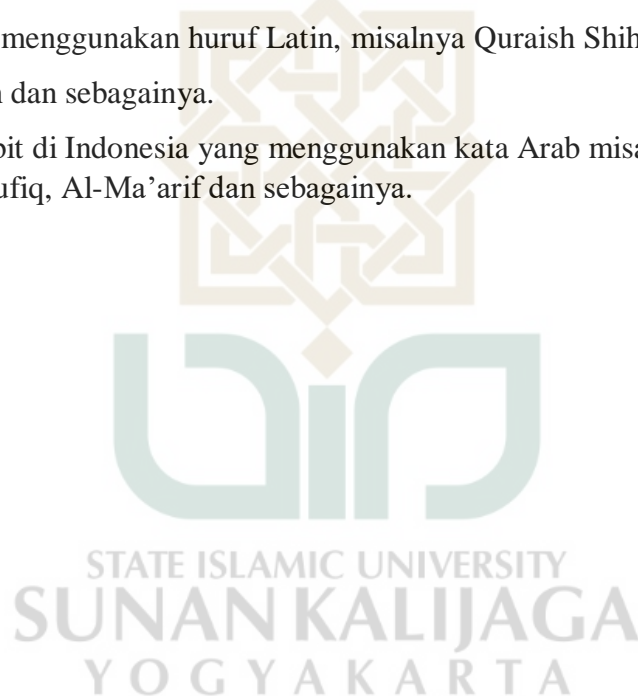 menggunakan huruf Latin, misalnya Quraish Shih
dan sebagainya.
bit di Indonesia yang menggunakan kata Arab misa
ufiq, Al-Ma’arif dan sebagainya.
STATE ISLAMIC UNIVERSITY
SUNAN KALIJAGA
YOGYAKARTA